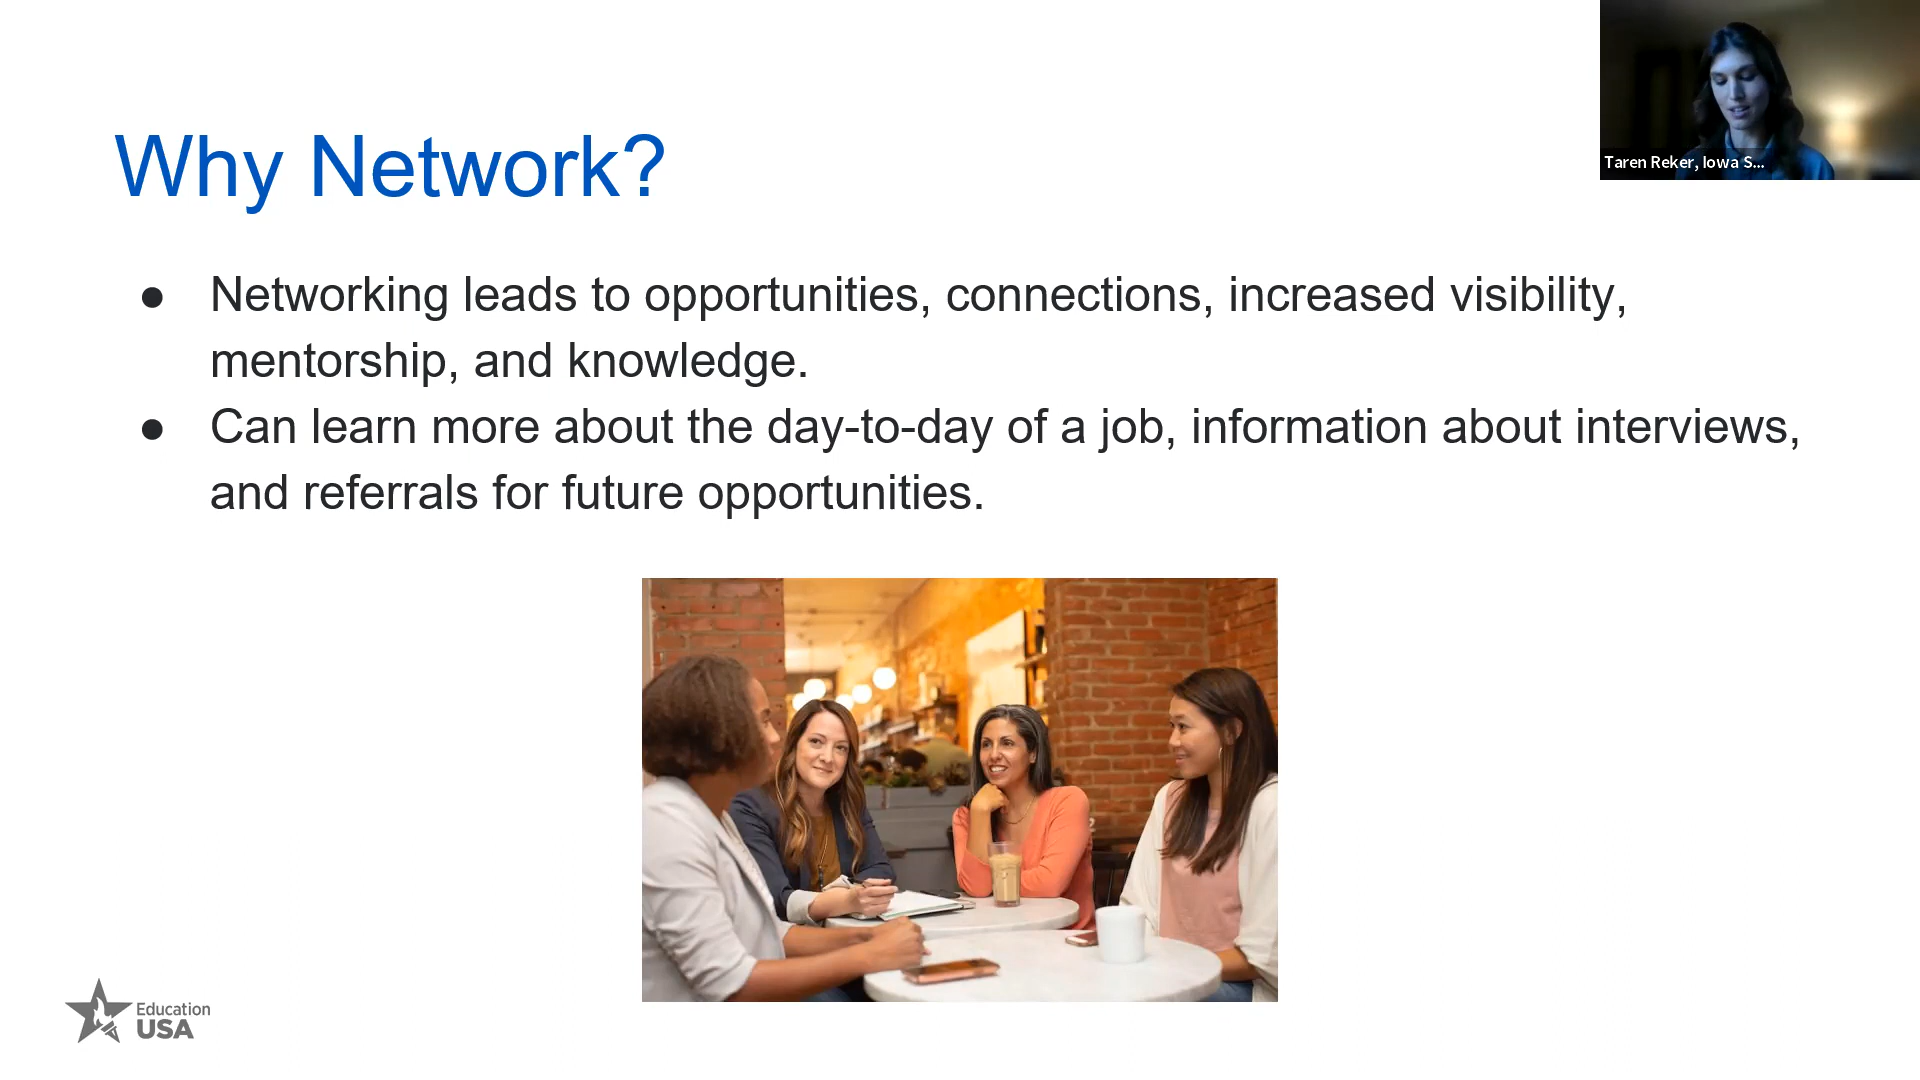 Why Network?
Taren Reker, Iowa S...
● Networking leads to opportunities, connections, increased visibility,
mentorship, and knowledge.
● Can learn more about the day-to-day of a job, information about interviews,
and referrals for future opportunities.
Education
USA